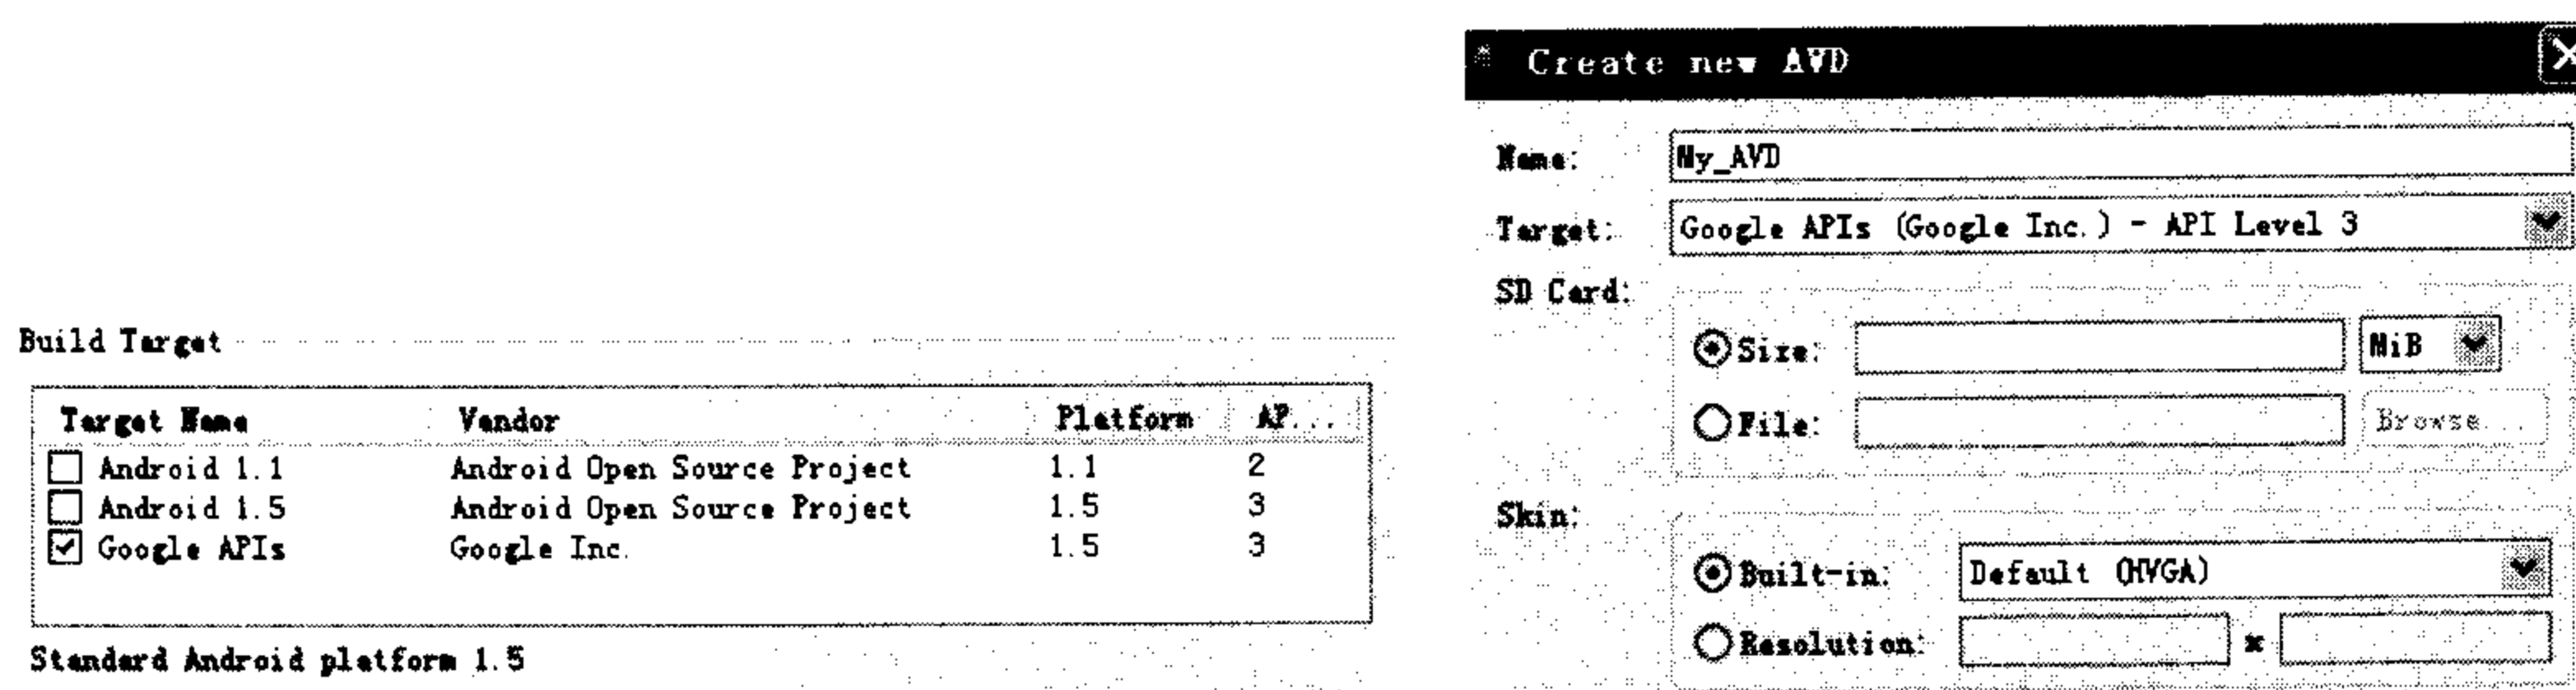 Build Target
Target Name Vendor Platform AP...
Android 1.1 Android Open Source Project 1.1 2
Android 1.5 Android Open Source Project 1.5 3
Google APIs Google Inc. 1.5 3
Standard Android platform 1.5
Create new AVD
Name: My_AVD
Target: Google APIs (Google Inc.) - API Level 3
SD Card:
Size: MiB
File: Browse...
Skin:
Built-in: Default (HVGA)
Resolution: x